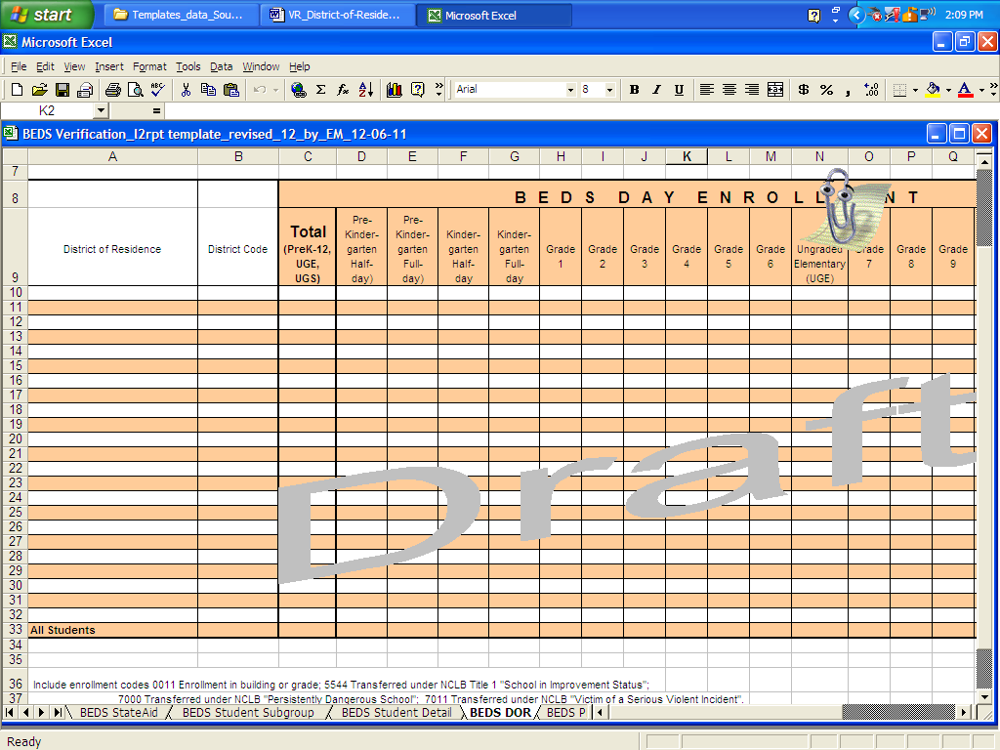 start Templates_data_Sou... VR_District-of-Reside... Microsoft Excel 2:09 PM
Microsoft Excel
File Edit View Insert Format Tools Data Window Help
Arial 8 B I U $ % ,
K2 =
BEDS Verification_l2rpt template_revised_12_by_EM_12-06-11
A B C D E F G H I J K L M N O P Q
7
8 BEDS DAY ENROLL NT
9 District of Residence District Code Total (PreK-12, UGE, UGS) Pre-Kinder-garten Half-day) Pre-Kinder-garten Full-day) Kinder-garten Half-day Kinder-garten Full-day Grade 1 Grade 2 Grade 3 Grade 4 Grade 5 Grade 6 Ungraded Elementary (UGE) 7 Grade 8 Grade 9
10
11
12
13
14
15
16
17
18
19
20
21
22
23
24
25
26
27
28
29
30
31
32
Draft
33 All Students
34
35
36 Include enrollment codes 0011 Enrollment in building or grade; 5544 Transferred under NCLB Title 1 "School in Improvement Status";
37 7000 Transferred under NCLB "Persistently Dangerous School"; 7011 Transferred under NCLB "Victim of a Serious Violent Incident".
BEDS StateAid BEDS Student Subgroup BEDS Student Detail BEDS DOR BEDS P
Ready